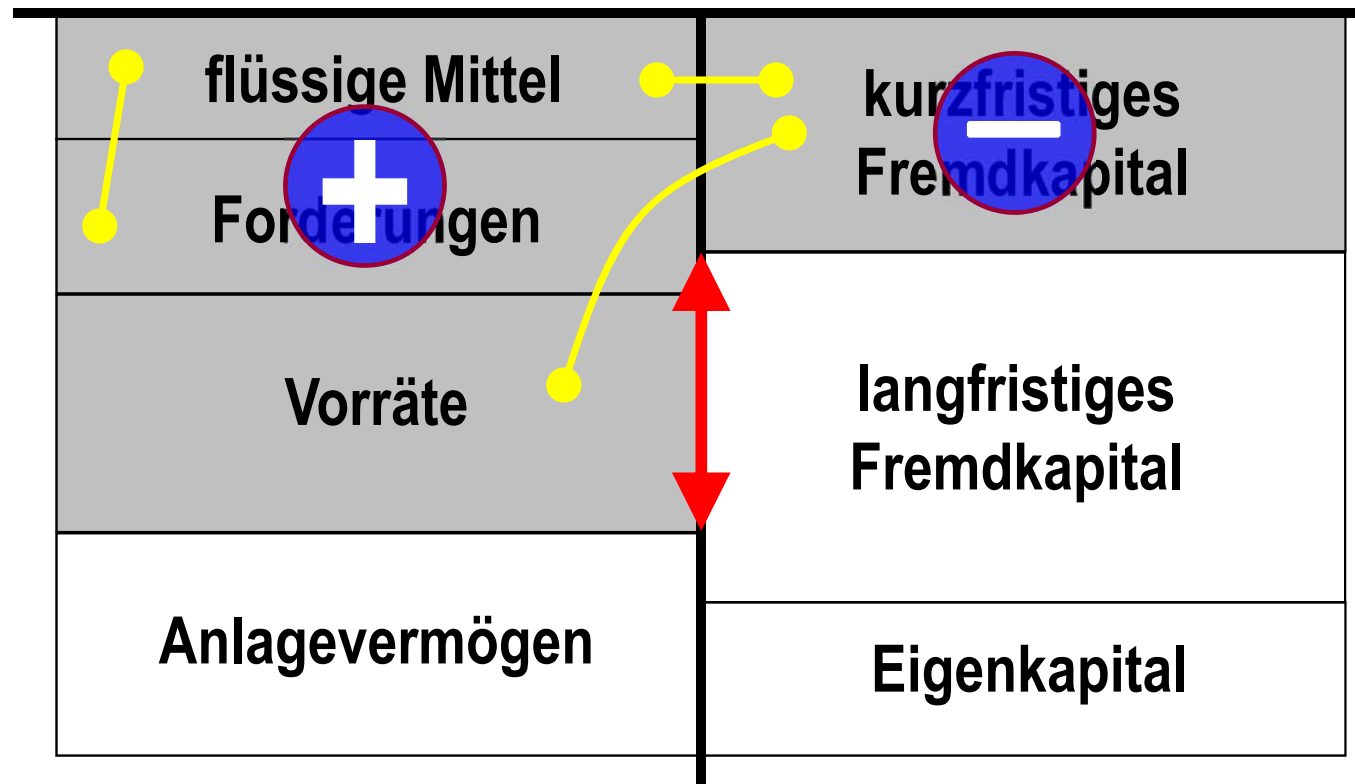 flüssige Mittel
Forderungen
Vorräte
Anlagevermögen
kurzfristiges
Fremdkapital
langfristiges
Fremdkapital
Eigenkapital